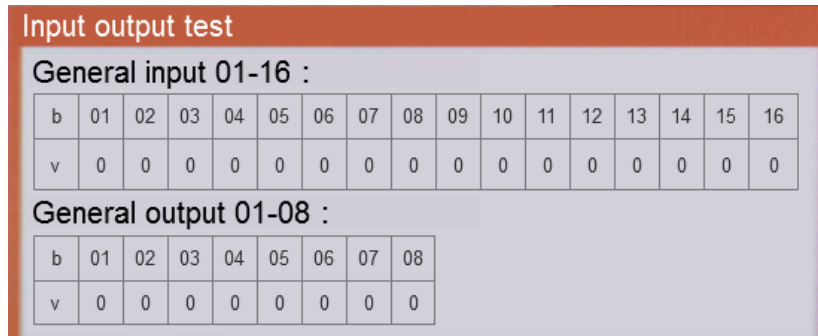 Input output test
General input 01-16 :
b 01 02 03 04 05 06 07 08 09 10 11 12 13 14 15 16
v 0 0 0 0 0 0 0 0 0 0 0 0 0 0 0 0
General output 01-08 :
b 01 02 03 04 05 06 07 08
v 0 0 0 0 0 0 0 0